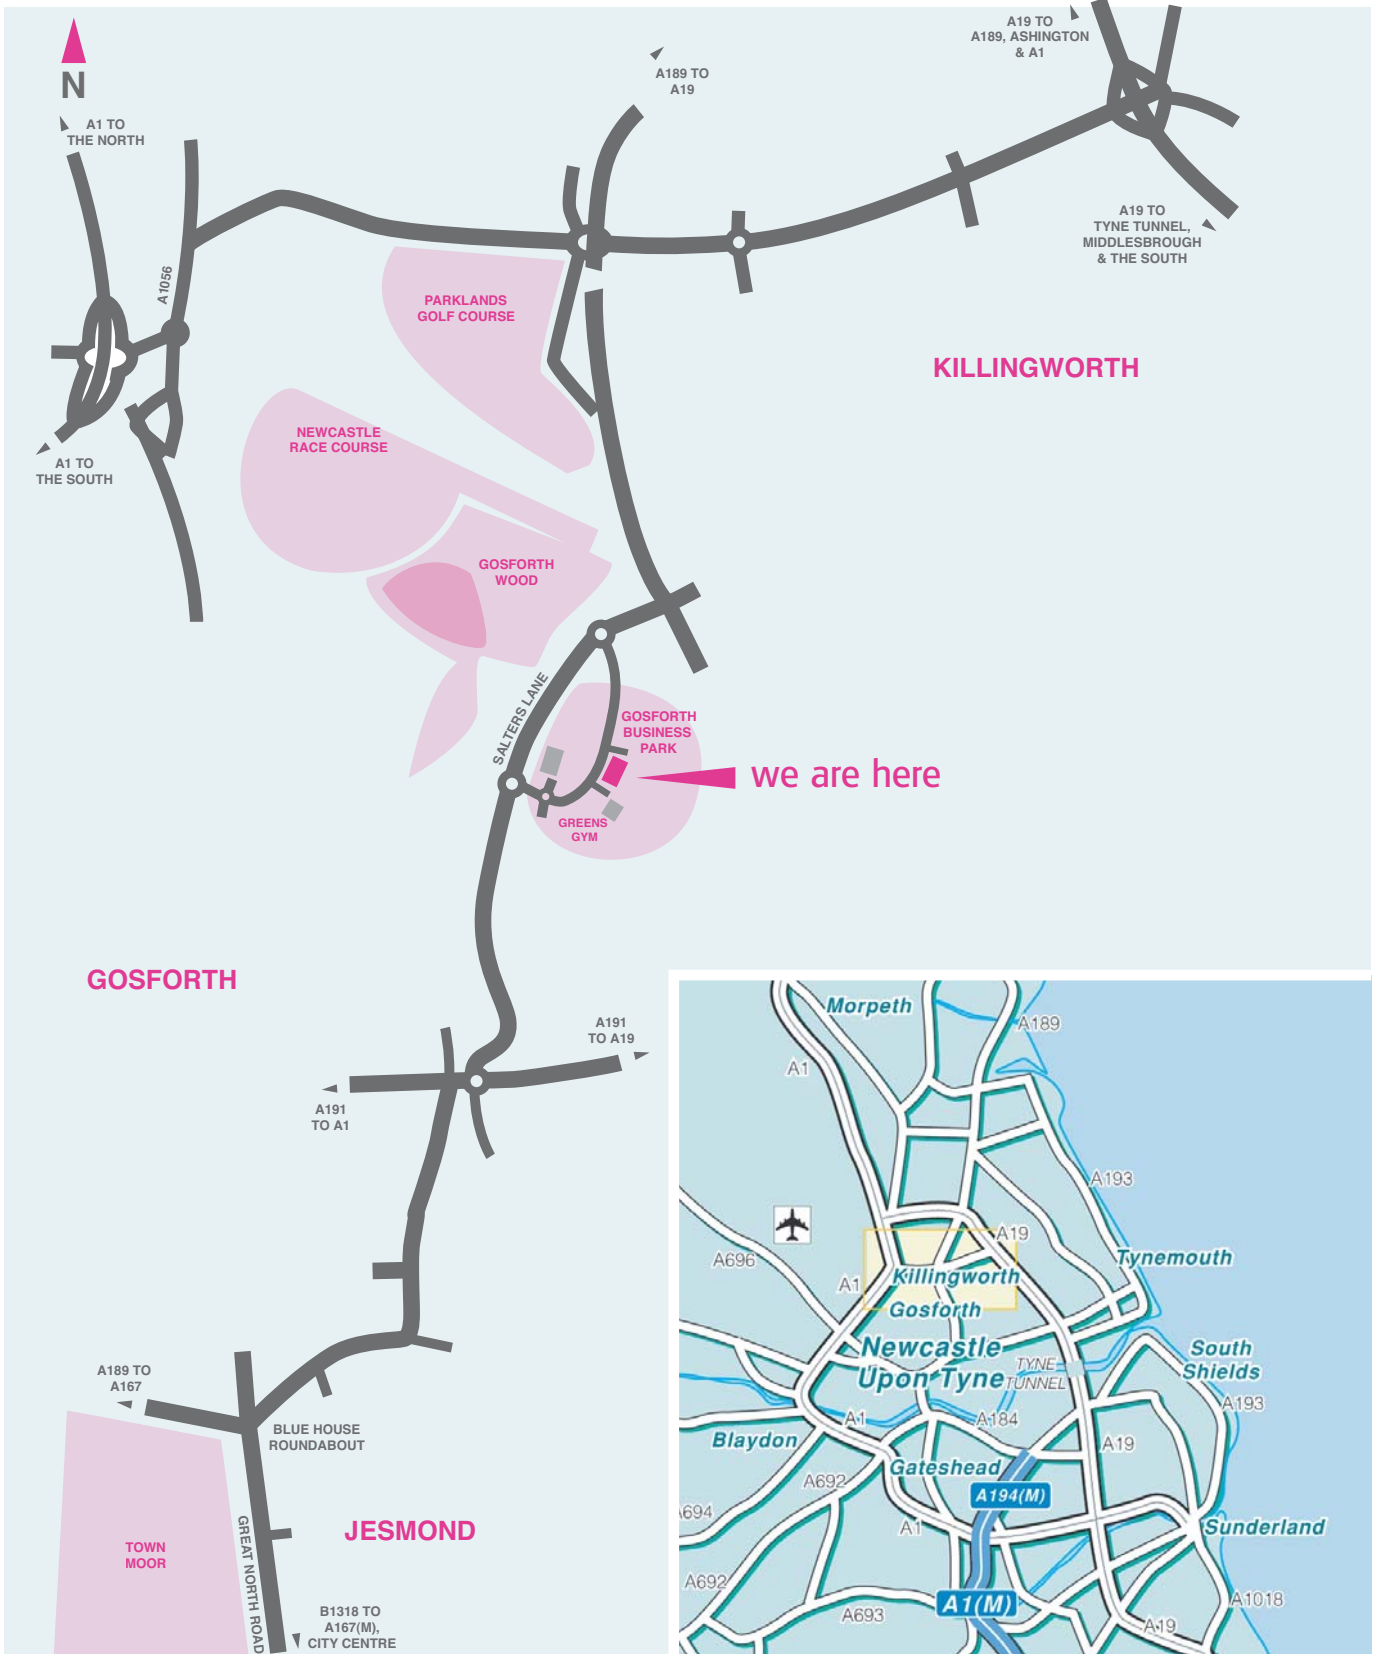 A19 TO
A189, ASHINGTON
& A1
A189 TO
A19
N
A1 TO
THE NORTH
A19 TO
TYNE TUNNEL,
MIDDLESBROUGH
& THE SOUTH
A1056
PARKLANDS
GOLF COURSE
KILLINGWORTH
NEWCASTLE
RACE COURSE
A1 TO
THE SOUTH
GOSFORTH
WOOD
SALTERS LANE
GOSFORTH
BUSINESS
PARK
we are here
GREENS
GYM
GOSFORTH
A191
TO A19
A191
TO A1
A189 TO
A167
BLUE HOUSE
ROUNDABOUT
JESMOND
GREAT NORTH ROAD
TOWN
MOOR
B1318 TO
A167(M),
CITY CENTRE
Morpeth
A189
A1
A193
A19
A696
Tynemouth
A1
Killingworth
Gosforth
Newcastle
Upon Tyne
TYNE
TUNNEL
South
Shields
A193
A1
A184
Blaydon
A19
Gateshead
A692
A194(M)
A694
A1
Sunderland
A692
A1(M)
A693
A1018
A19